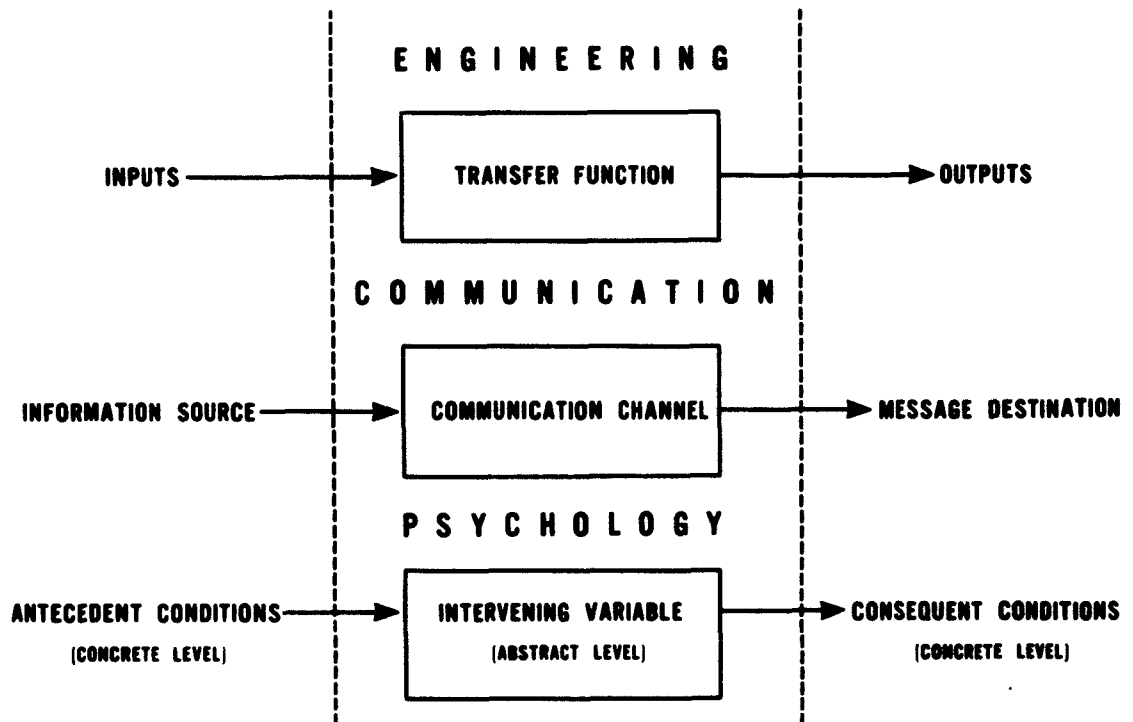 ENGINEERING
INPUTS
TRANSFER FUNCTION
OUTPUTS
COMMUNICATION
INFORMATION SOURCE
COMMUNICATION CHANNEL
MESSAGE DESTINATION
PSYCHOLOGY
ANTECEDENT CONDITIONS
(CONCRETE LEVEL)
INTERVENING VARIABLE
(ABSTRACT LEVEL)
CONSEQUENT CONDITIONS
(CONCRETE LEVEL)